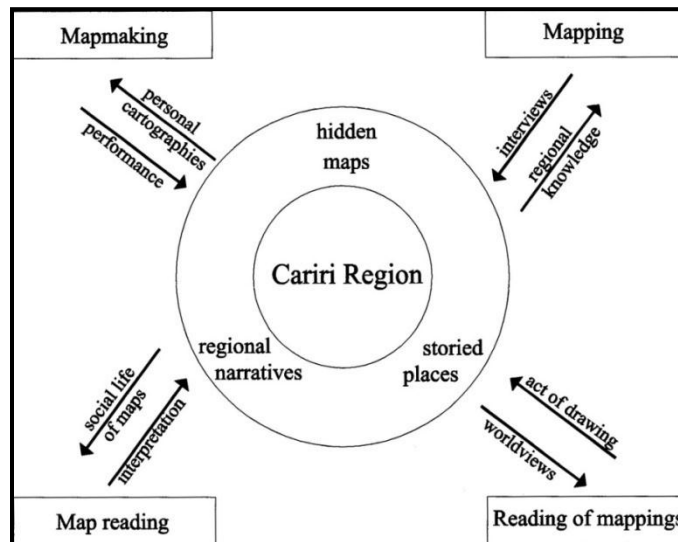 Mapmaking
Mapping
personal
cartographies
performance
interviews
regional
knowledge
hidden
maps
Cariri Region
regional
narratives
storied
places
social life
of maps
interpretation
act of drawing
worldviews
Map reading
Reading of mappings